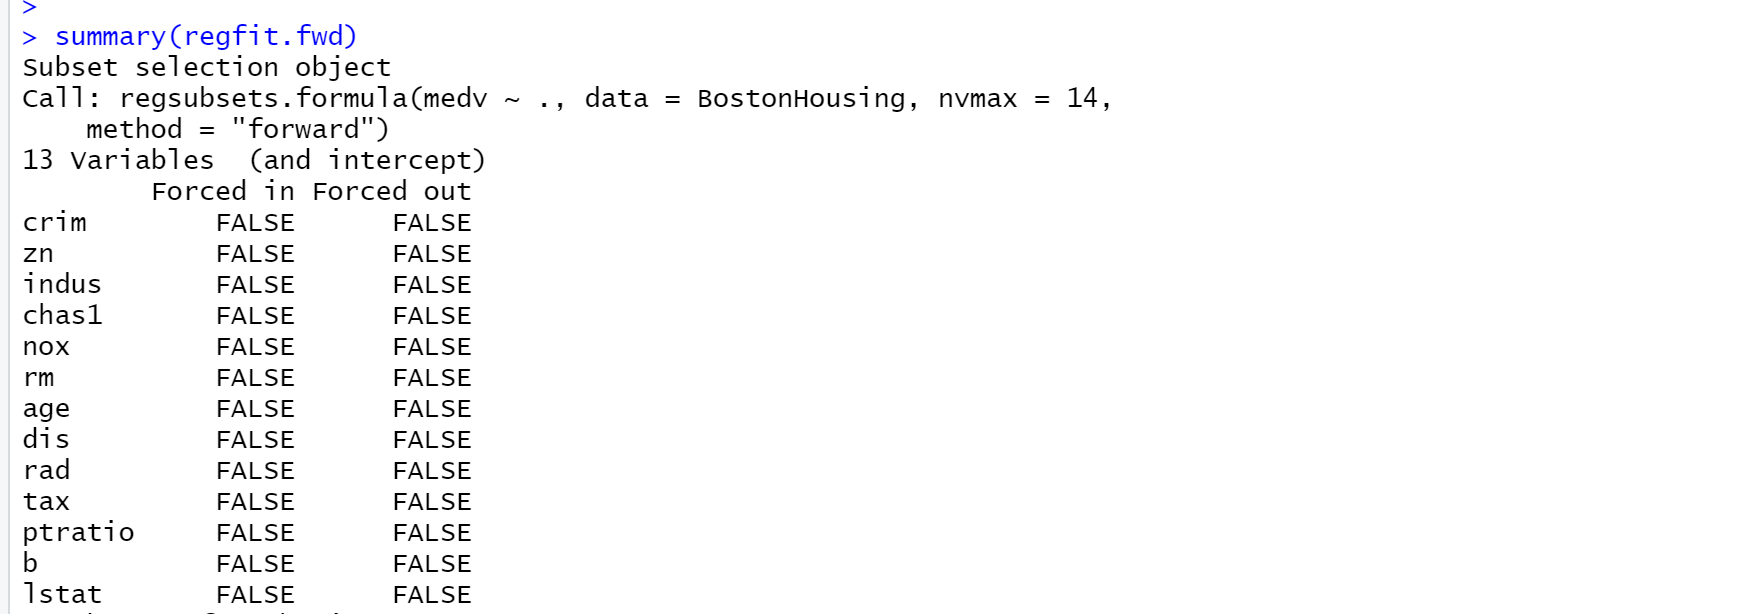 >
> summary(regfit.fwd)
Subset selection object
Call: regsubsets.formula(medv ~ ., data = BostonHousing, nvmax = 14,
    method = "forward")
13 Variables  (and intercept)
        Forced in Forced out
crim        FALSE      FALSE
zn          FALSE      FALSE
indus       FALSE      FALSE
chas1       FALSE      FALSE
nox         FALSE      FALSE
rm          FALSE      FALSE
age         FALSE      FALSE
dis         FALSE      FALSE
rad         FALSE      FALSE
tax         FALSE      FALSE
ptratio     FALSE      FALSE
b           FALSE      FALSE
lstat       FALSE      FALSE